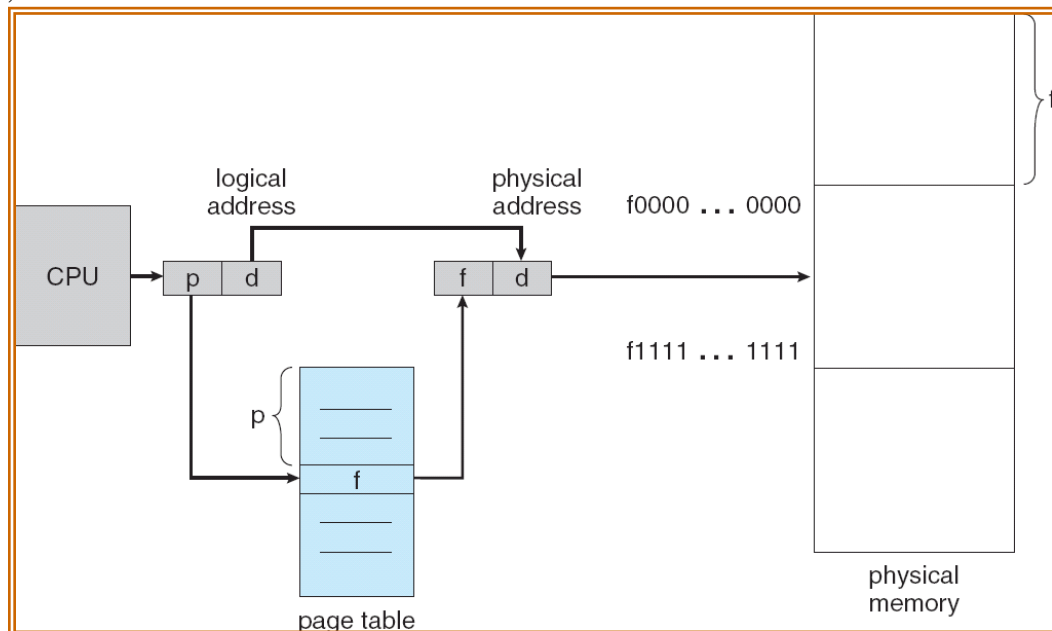 logical
address
physical
address
f0000 ... 0000
f
CPU
p d
f d
f1111 ... 1111
p
f
page table
physical
memory